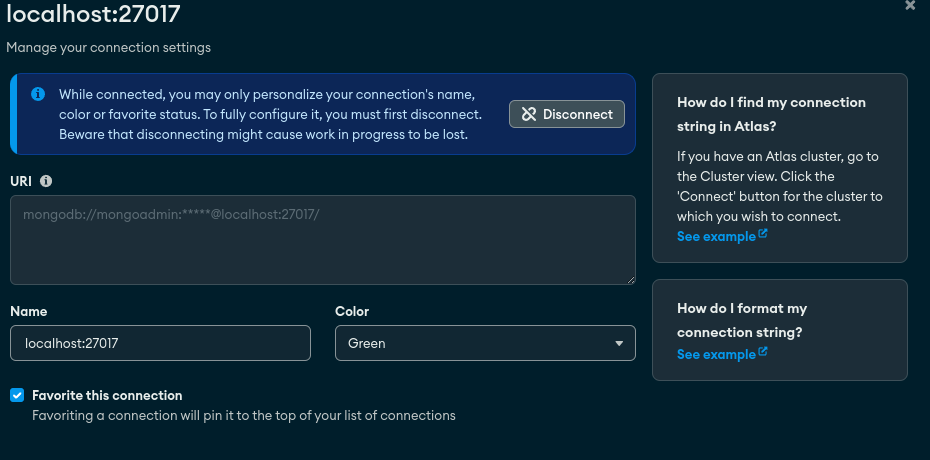 localhost:27017
Manage your connection settings
While connected, you may only personalize your connection's name,
color or favorite status. To fully configure it, you must first disconnect.
Beware that disconnecting might cause work in progress to be lost.
Disconnect
URI
mongodb://mongoadmin:*****@localhost:27017/
Name
localhost:27017
Color
Green
Favorite this connection
Favoriting a connection will pin it to the top of your list of connections
How do I find my connection
string in Atlas?
If you have an Atlas cluster, go to
the Cluster view. Click the
'Connect' button for the cluster to
which you wish to connect.
See example
How do I format my
connection string?
See example